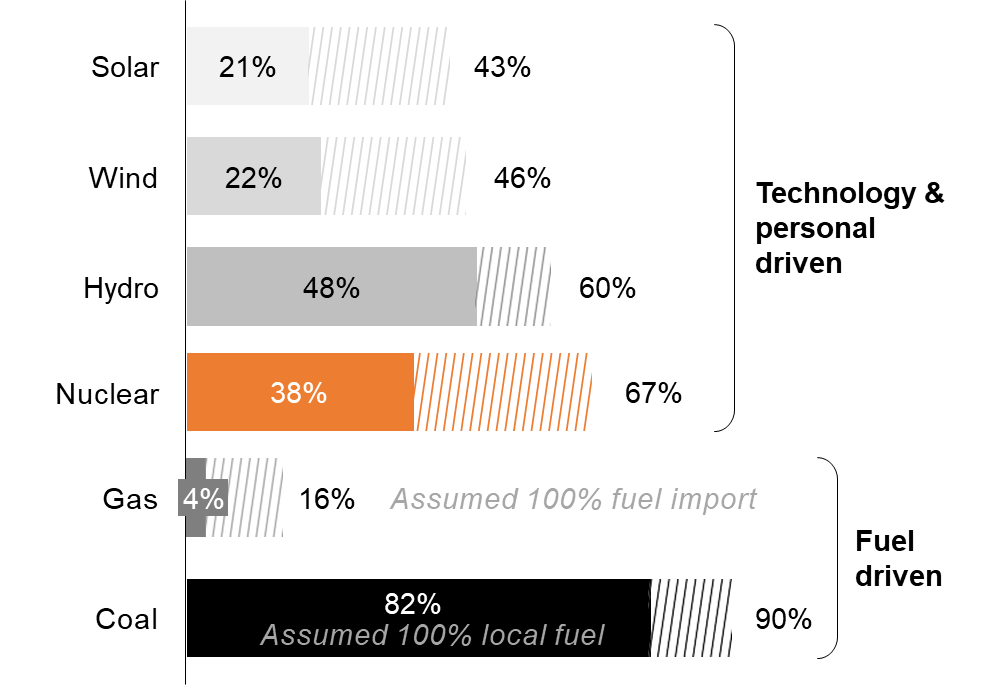 Solar 21% 43%
Wind 22% 46%
Technology &
personal
driven
Hydro 48% 60%
Nuclear 38% 67%
Gas 4% 16% Assumed 100% fuel import
Fuel
driven
Coal 82% 90%
Assumed 100% local fuel